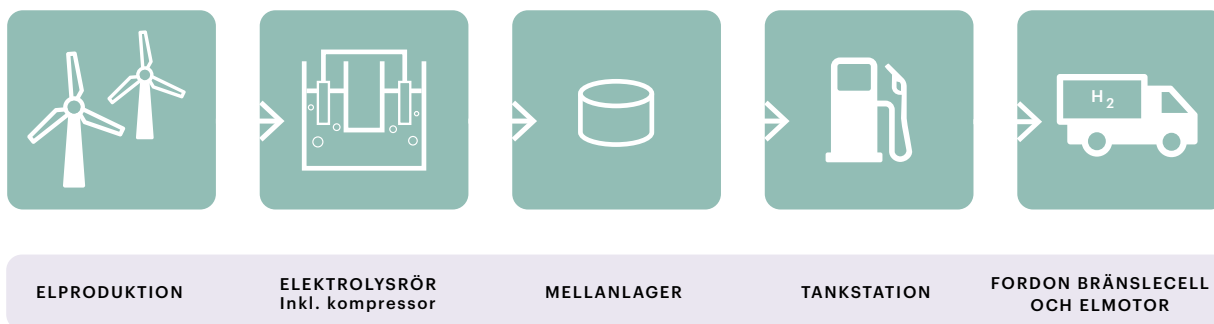 H2
ELPRODUKTION
ELEKTROLYSRÖR
Inkl. kompressor
MELLANLAGER
TANKSTATION
FORDON BRÄNSLECELL
OCH ELMOTOR